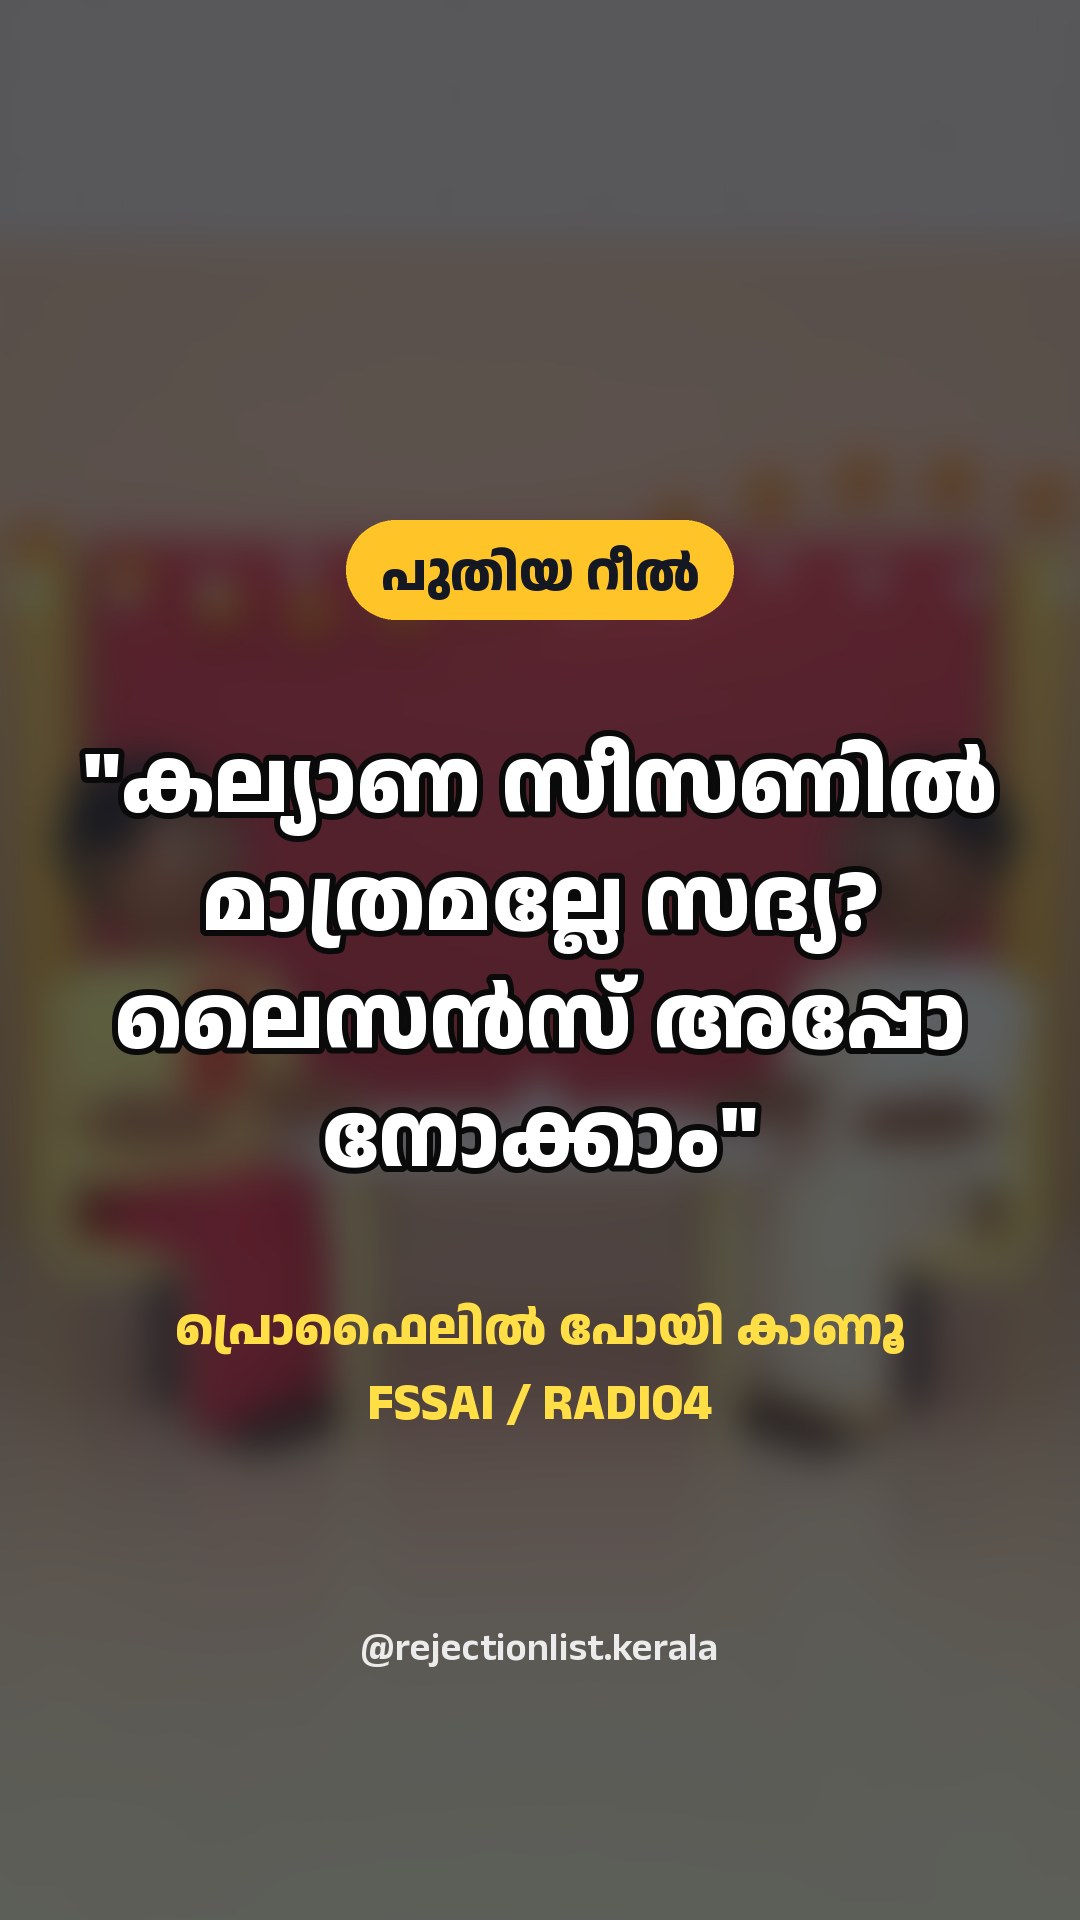 പുതിയ റീൽ
"കല്യാണ സീസണിൽ
മാത്രമല്ലേ സദ്യ?
ലൈസൻസ് അപ്പോ
നോക്കാം"
പ്രൊഫൈലിൽ പോയി കാണൂ
FSSAI / RADIO4
@rejectionlist.kerala